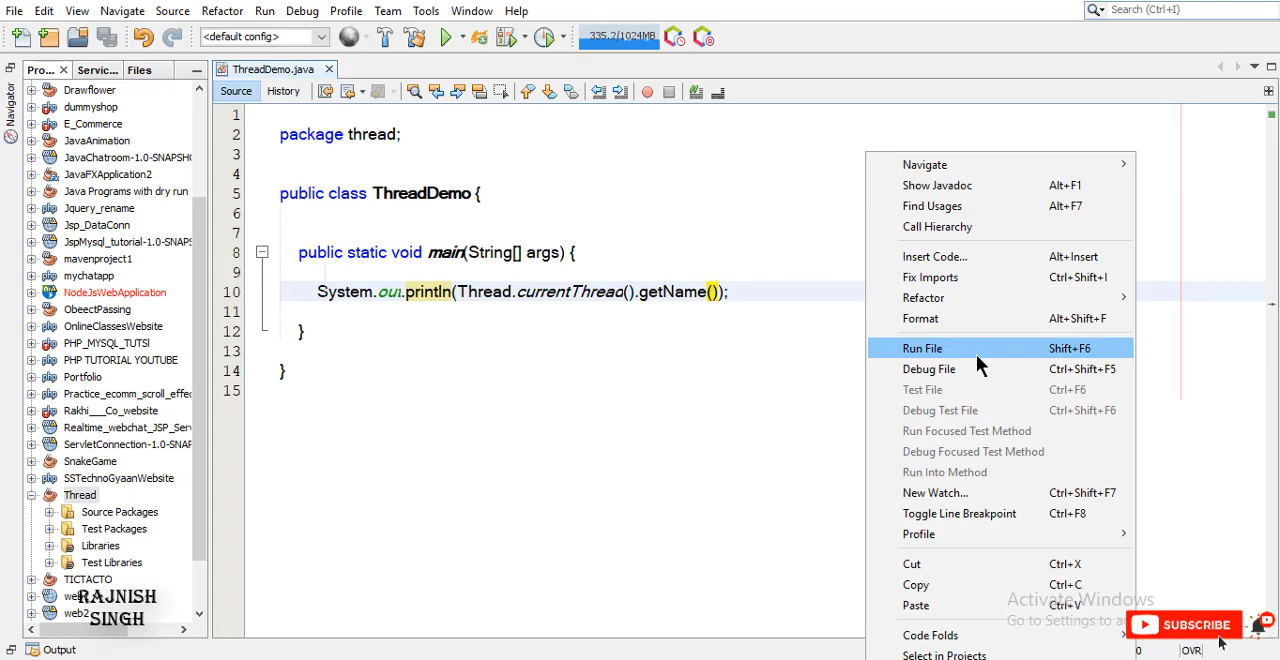 File Edit View Navigate Source Refactor Run Debug Profile Team Tools Window Help
Search (Ctrl+I)
<default config>
335.2/1024MB
Pro... Servic... Files
ThreadDemo.java
Navigator
Source History
Drawflower
dummyshop
E_Commerce
JavaAnimation
JavaChatroom-1.0-SNAPSHO
JavaFXApplication2
Java Programs with dry run
Jquery_rename
Jsp_DataConn
JspMysql_tutorial-1.0-SNAPS
mavenproject1
mychatapp
NodeJsWebApplication
ObeectPassing
OnlineClassesWebsite
PHP_MYSQL_TUTSI
PHP TUTORIAL YOUTUBE
Portfolio
Practice_ecomm_scroll_effec
Rakhi___Co_website
Realtime_webchat_JSP_Serv
ServletConnection-1.0-SNAP
SnakeGame
SSTechnoGyaanWebsite
Thread
Source Packages
Test Packages
Libraries
Test Libraries
TICTACTO
web2
RAJNISH
SINGH
1
2 package thread;
3
4
5 public class ThreadDemo {
6
7
8 public static void main(String[] args) {
9
10 System.out.println(Thread.currentThread().getName());
11
12 }
13
14 }
15
Navigate
Show Javadoc Alt+F1
Find Usages Alt+F7
Call Hierarchy
Insert Code... Alt+Insert
Fix Imports Ctrl+Shift+I
Refactor
Format Alt+Shift+F
Run File Shift+F6
Debug File Ctrl+Shift+F5
Test File Ctrl+F6
Debug Test File Ctrl+Shift+F6
Run Focused Test Method
Debug Focused Test Method
Run Into Method
New Watch... Ctrl+Shift+F7
Toggle Line Breakpoint Ctrl+F8
Profile
Cut Ctrl+X
Copy Ctrl+C
Paste Ctrl+V
Code Folds
Select in Projects
Activate Windows
Go to Settings to
SUBSCRIBE
Output
0 OVR